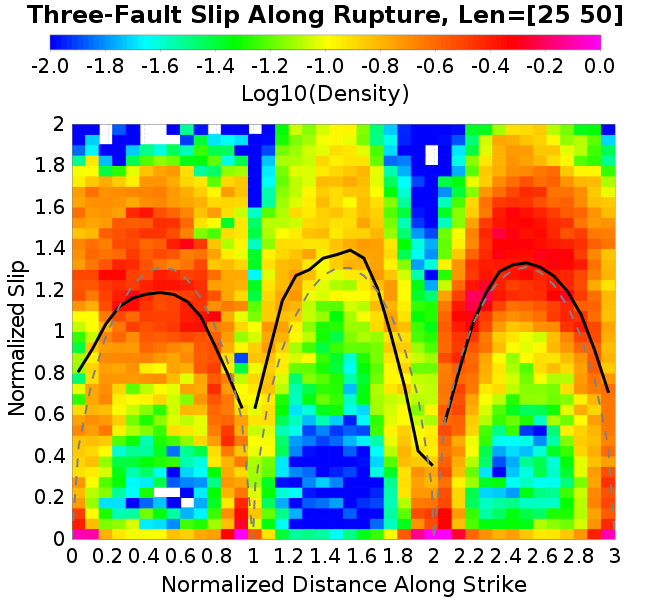 Three-Fault Slip Along Rupture, Len=[25 50]
-2.0 -1.8 -1.6 -1.4 -1.2 -1.0 -0.8 -0.6 -0.4 -0.2 0.0
Log10(Density)
2
1.8
1.6
1.4
1.2
1
0.8
0.6
0.4
0.2
0
Normalized Slip
0 0.2 0.4 0.6 0.8 1 1.2 1.4 1.6 1.8 2 2.2 2.4 2.6 2.8 3
Normalized Distance Along Strike